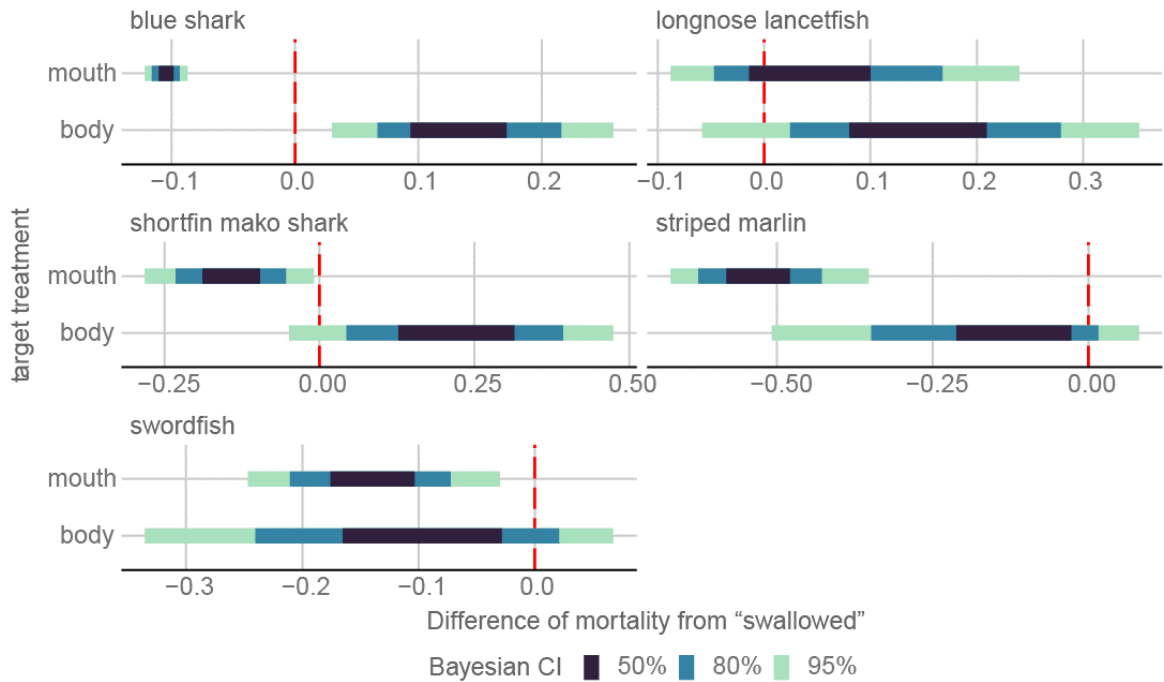 blue shark
longnose lancetfish
mouth
body
−0.1
0.0
0.1
0.2
−0.1
0.0
0.1
0.2
0.3
shortfin mako shark
striped marlin
mouth
body
−0.25
0.00
0.25
0.50
−0.50
−0.25
0.00
swordfish
mouth
body
−0.3
−0.2
−0.1
0.0
target treatment
Difference of mortality from “swallowed”
Bayesian CI 50% 80% 95%